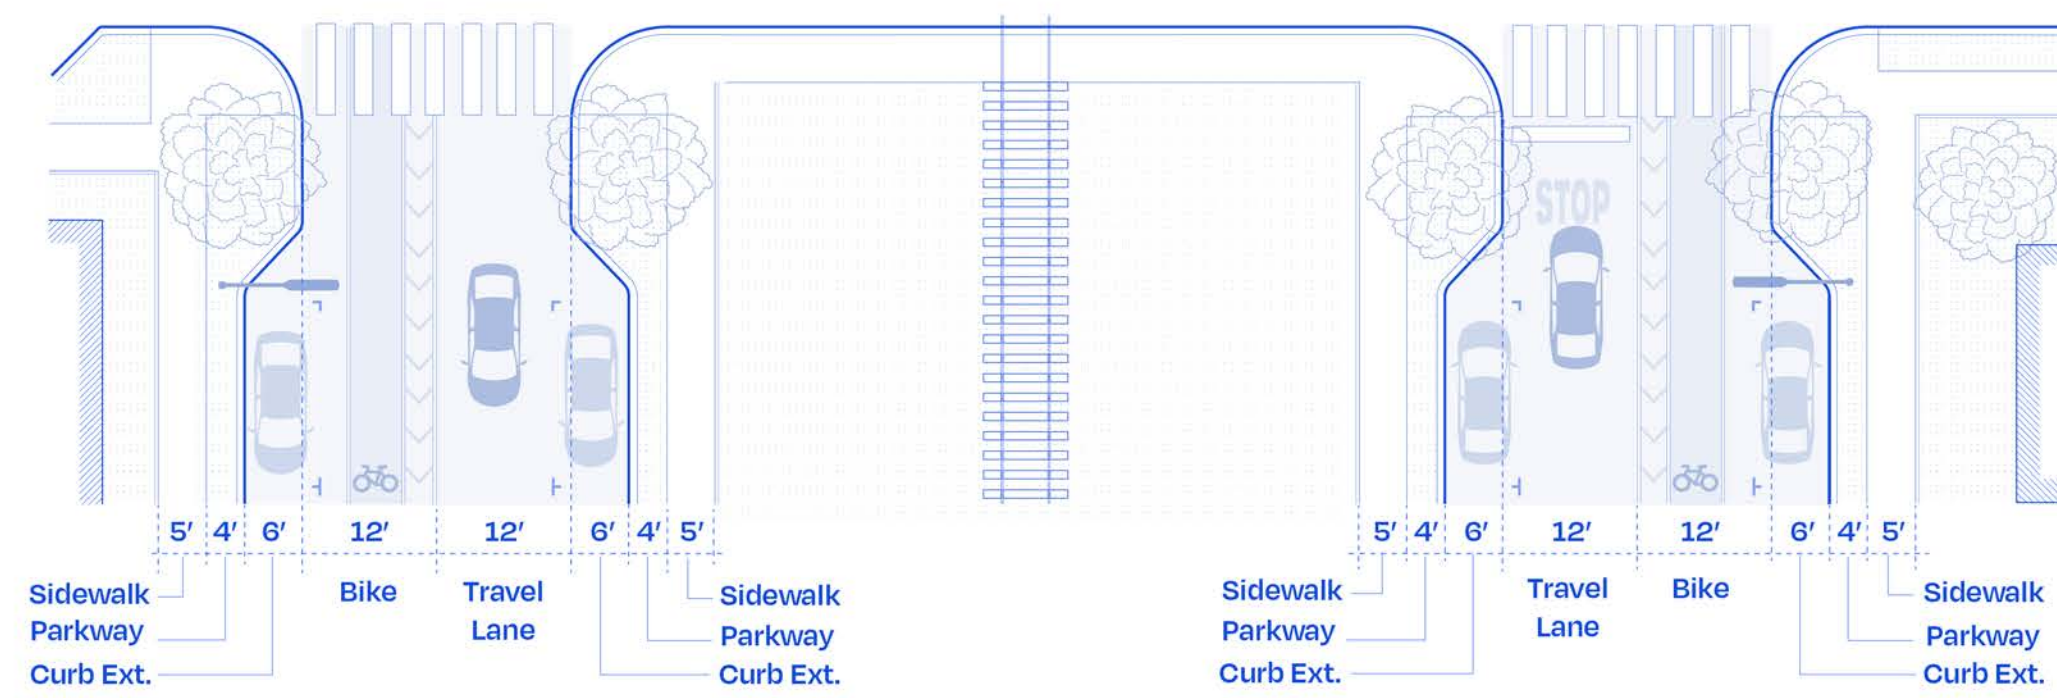 STOP
5′ 4′ 6′ 12′ 12′ 6′ 4′ 5′
Sidewalk
Parkway
Curb Ext.
Bike
Travel
Lane
Sidewalk
Parkway
Curb Ext.
5′ 4′ 6′ 12′ 12′ 6′ 4′ 5′
Sidewalk
Parkway
Curb Ext.
Travel
Lane
Bike
Sidewalk
Parkway
Curb Ext.